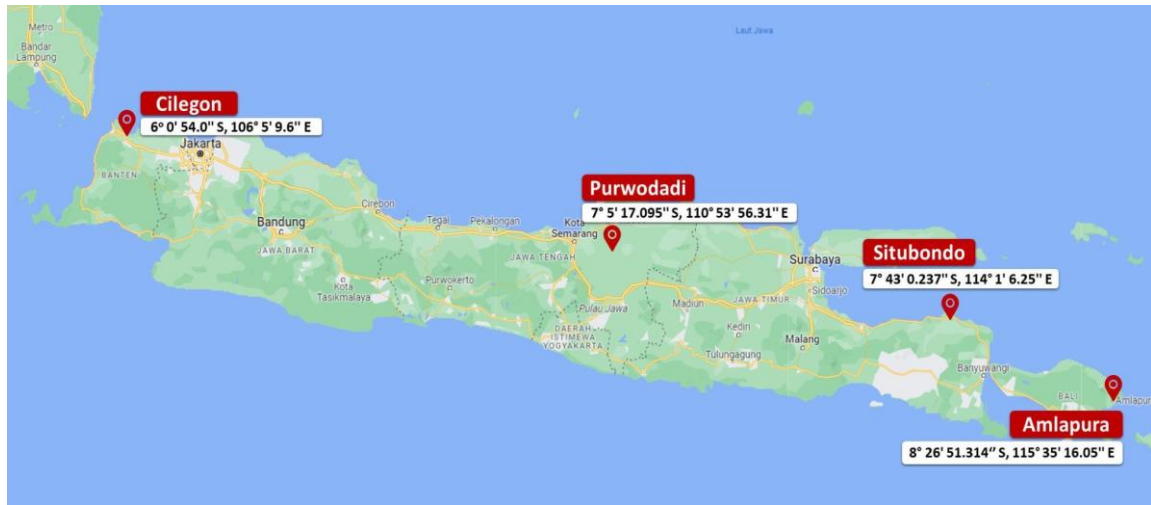 Laut Jawa
Metro
Bandar
Lampung
Cilegon
6° 0' 54.0'' S, 106° 5' 9.6'' E
Jakarta
BANTEN
Purwodadi
7° 5' 17.095'' S, 110° 53' 56.31'' E
Cirebon
Bandung
Tegal
Pekalongan
Kota
Semarang
JAWA BARAT
JAWA TENGAH
Surabaya
Situbondo
7° 43' 0.237'' S, 114° 1' 6.25'' E
Kota
Tasikmalaya
Purwokerto
Sidoarjo
Madiun
JAWA TIMUR
Pulau Jawa
DAERAH
ISTIMEWA
YOGYAKARTA
Kediri
Malang
Tulungagung
Banyuwangi
BALI
Amlapur
Amlapura
8° 26' 51.314'' S, 115° 35' 16.05'' E